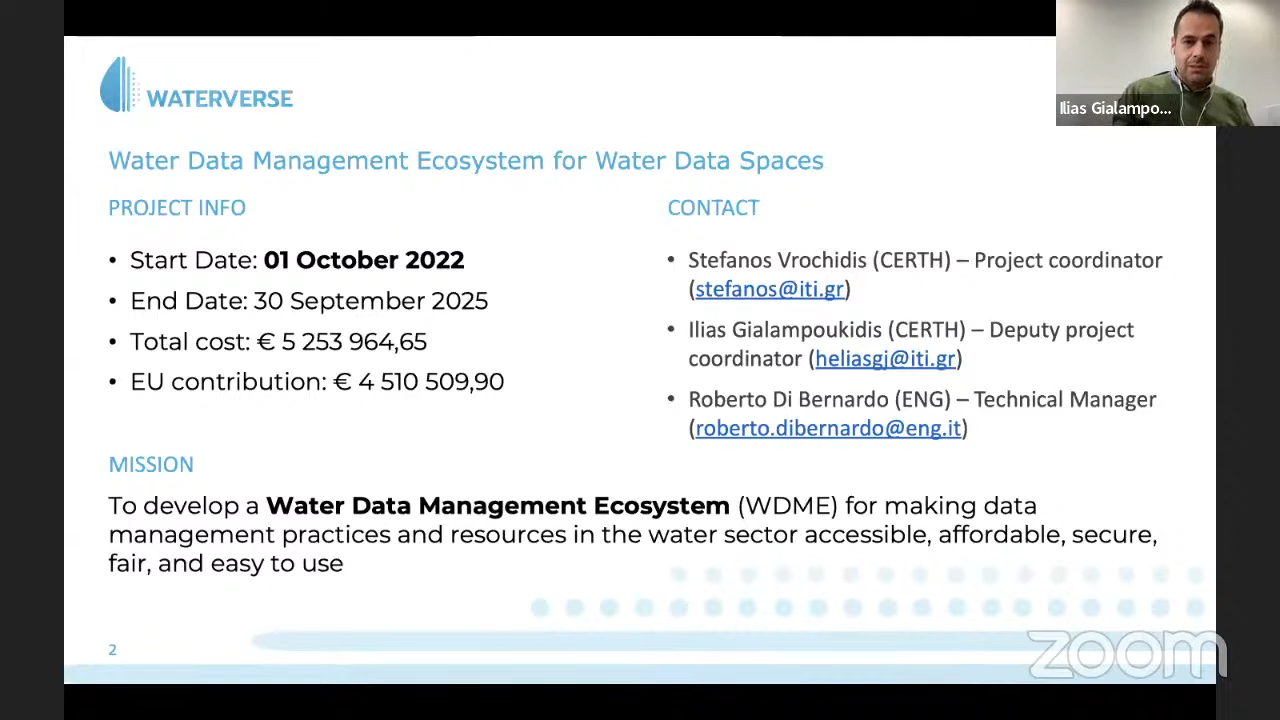 WATERVERSE
Ilias Gialampo...
Water Data Management Ecosystem for Water Data Spaces
PROJECT INFO
• Start Date: 01 October 2022
• End Date: 30 September 2025
• Total cost: € 5 253 964,65
• EU contribution: € 4 510 509,90
CONTACT
• Stefanos Vrochidis (CERTH) – Project coordinator
(stefanos@iti.gr)
• Ilias Gialampoukidis (CERTH) – Deputy project
coordinator (heliasgj@iti.gr)
• Roberto Di Bernardo (ENG) – Technical Manager
(roberto.dibernardo@eng.it)
MISSION
To develop a Water Data Management Ecosystem (WDME) for making data
management practices and resources in the water sector accessible, affordable, secure,
fair, and easy to use
2
zoom